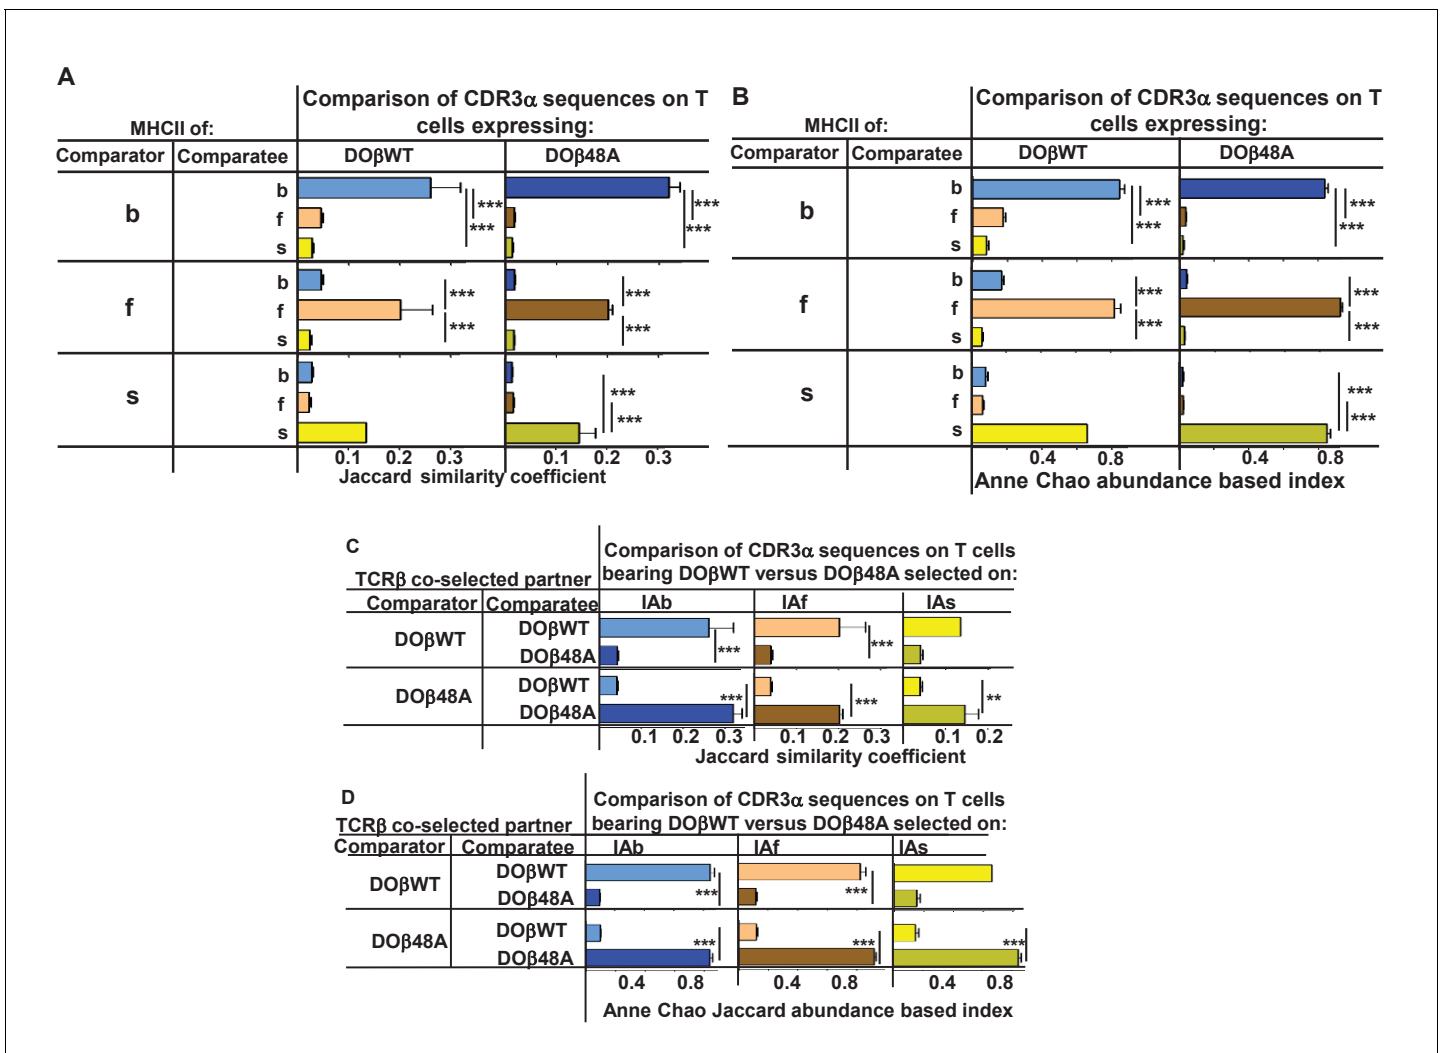 A
Comparison of CDR3α sequences on T
cells expressing:
MHCII of:
Comparator Comparatee DOβWT DOβ48A
b
b
f
s
***
***
***
***
f
b
f
s
***
***
***
***
s
b
f
s
***
***
0.1 0.2 0.3 0.1 0.2 0.3
Jaccard similarity coefficient
B
Comparison of CDR3α sequences on T
cells expressing:
MHCII of:
Comparator Comparatee DOβWT DOβ48A
b
b
f
s
***
***
***
***
f
b
f
s
***
***
***
***
s
b
f
s
***
***
0.4 0.8 0.4 0.8
Anne Chao abundance based index
C
Comparison of CDR3α sequences on T cells
bearing DOβWT versus DOβ48A selected on:
TCRβ co-selected partner
Comparator Comparatee IAb IAf IAs
DOβWT
DOβWT
DOβ48A
***
***
DOβ48A
DOβWT
DOβ48A
***
***
**
0.1 0.2 0.3 0.1 0.2 0.3 0.1 0.2
Jaccard similarity coefficient
D
Comparison of CDR3α sequences on T cells
bearing DOβWT versus DOβ48A selected on:
TCRβ co-selected partner
Comparator Comparatee IAb IAf IAs
DOβWT
DOβWT
DOβ48A
***
***
DOβ48A
DOβWT
DOβ48A
***
***
***
0.4 0.8 0.4 0.8 0.4 0.8
Anne Chao Jaccard abundance based index